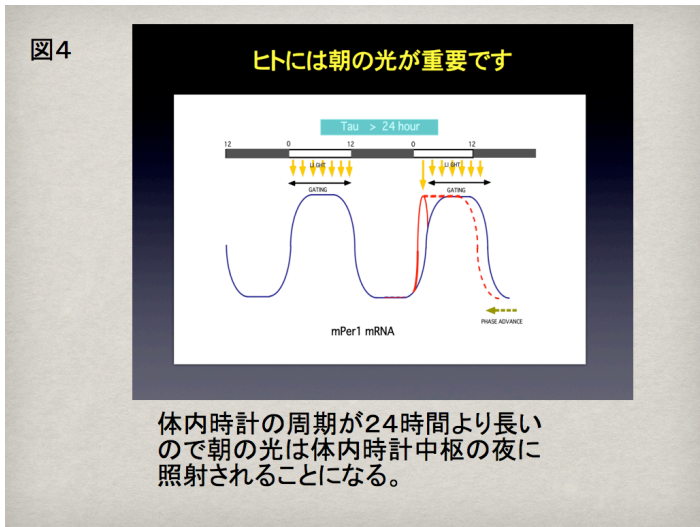 図4
ヒトには朝の光が重要です
Tau > 24 hour
12 0 12 0 12
LIGHT LIGHT
GATING GATING
PHASE ADVANCE
mPer1 mRNA
体内時計の周期が24時間より長い
ので朝の光は体内時計中枢の夜に
照射されることになる。